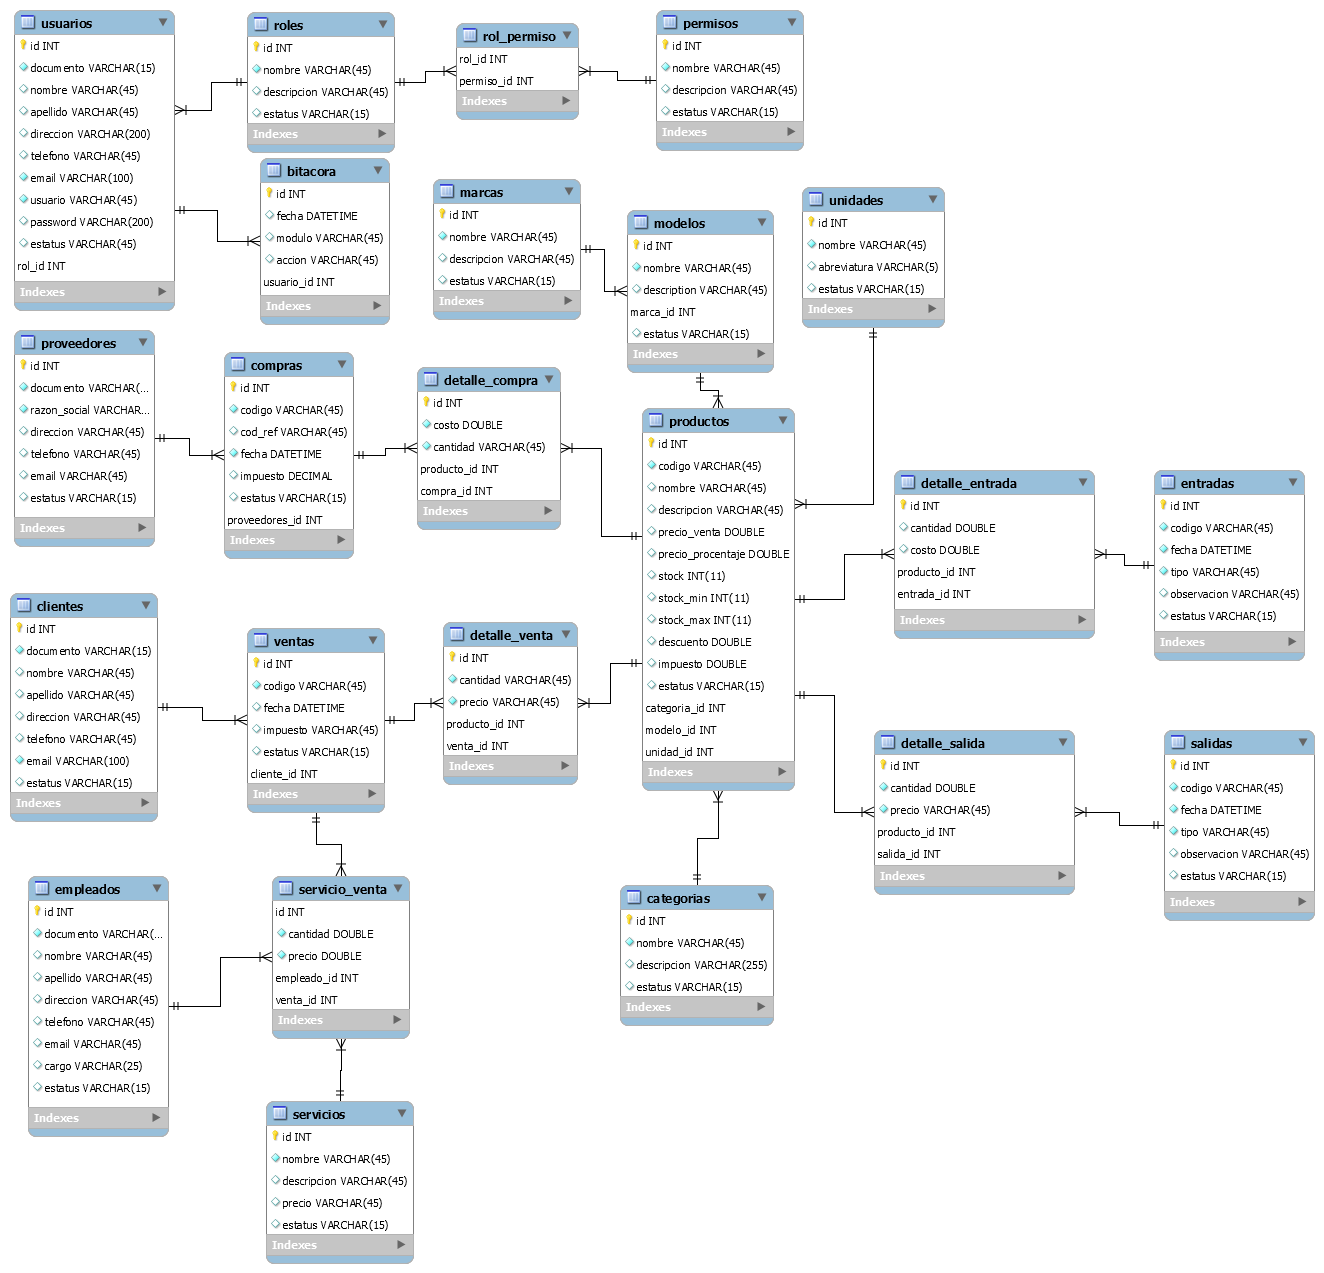 usuarios
id INT
documento VARCHAR(15)
nombre VARCHAR(45)
apellido VARCHAR(45)
direccion VARCHAR(200)
telefono VARCHAR(45)
email VARCHAR(100)
usuario VARCHAR(45)
password VARCHAR(200)
estatus VARCHAR(45)
rol_id INT
Indexes
roles
id INT
nombre VARCHAR(45)
descripcion VARCHAR(45)
estatus VARCHAR(15)
Indexes
rol_permiso
rol_id INT
permiso_id INT
Indexes
permisos
id INT
nombre VARCHAR(45)
descripcion VARCHAR(45)
estatus VARCHAR(15)
Indexes
bitacora
id INT
fecha DATETIME
modulo VARCHAR(45)
accion VARCHAR(45)
usuario_id INT
Indexes
marcas
id INT
nombre VARCHAR(45)
descripcion VARCHAR(45)
estatus VARCHAR(15)
Indexes
modelos
id INT
nombre VARCHAR(45)
description VARCHAR(45)
marca_id INT
estatus VARCHAR(15)
Indexes
unidades
id INT
nombre VARCHAR(45)
abreviatura VARCHAR(5)
estatus VARCHAR(15)
Indexes
proveedores
id INT
documento VARCHAR(...
razon_social VARCHAR...
direccion VARCHAR(45)
telefono VARCHAR(45)
email VARCHAR(45)
estatus VARCHAR(15)
Indexes
compras
id INT
codigo VARCHAR(45)
cod_ref VARCHAR(45)
fecha DATETIME
impuesto DECIMAL
estatus VARCHAR(15)
proveedores_id INT
Indexes
detalle_compra
id INT
costo DOUBLE
cantidad VARCHAR(45)
producto_id INT
compra_id INT
Indexes
productos
id INT
codigo VARCHAR(45)
nombre VARCHAR(45)
descripcion VARCHAR(45)
precio_venta DOUBLE
precio_procentaje DOUBLE
stock INT(11)
stock_min INT(11)
stock_max INT(11)
descuento DOUBLE
impuesto DOUBLE
estatus VARCHAR(15)
categoria_id INT
modelo_id INT
unidad_id INT
Indexes
detalle_entrada
id INT
cantidad DOUBLE
costo DOUBLE
producto_id INT
entrada_id INT
Indexes
entradas
id INT
codigo VARCHAR(45)
fecha DATETIME
tipo VARCHAR(45)
observacion VARCHAR(45)
estatus VARCHAR(15)
Indexes
clientes
id INT
documento VARCHAR(15)
nombre VARCHAR(45)
apellido VARCHAR(45)
direccion VARCHAR(45)
telefono VARCHAR(45)
email VARCHAR(100)
estatus VARCHAR(15)
Indexes
ventas
id INT
codigo VARCHAR(45)
fecha DATETIME
impuesto VARCHAR(45)
estatus VARCHAR(15)
cliente_id INT
Indexes
detalle_venta
id INT
cantidad VARCHAR(45)
precio VARCHAR(45)
producto_id INT
venta_id INT
Indexes
detalle_salida
id INT
cantidad DOUBLE
precio VARCHAR(45)
producto_id INT
salida_id INT
Indexes
salidas
id INT
codigo VARCHAR(45)
fecha DATETIME
tipo VARCHAR(45)
observacion VARCHAR(45)
estatus VARCHAR(15)
Indexes
empleados
id INT
documento VARCHAR(...
nombre VARCHAR(45)
apellido VARCHAR(45)
direccion VARCHAR(45)
telefono VARCHAR(45)
email VARCHAR(45)
cargo VARCHAR(25)
estatus VARCHAR(15)
Indexes
servicio_venta
id INT
cantidad DOUBLE
precio DOUBLE
empleado_id INT
venta_id INT
Indexes
categorias
id INT
nombre VARCHAR(45)
descripcion VARCHAR(255)
estatus VARCHAR(15)
Indexes
servicios
id INT
nombre VARCHAR(45)
descripcion VARCHAR(45)
precio VARCHAR(45)
estatus VARCHAR(15)
Indexes